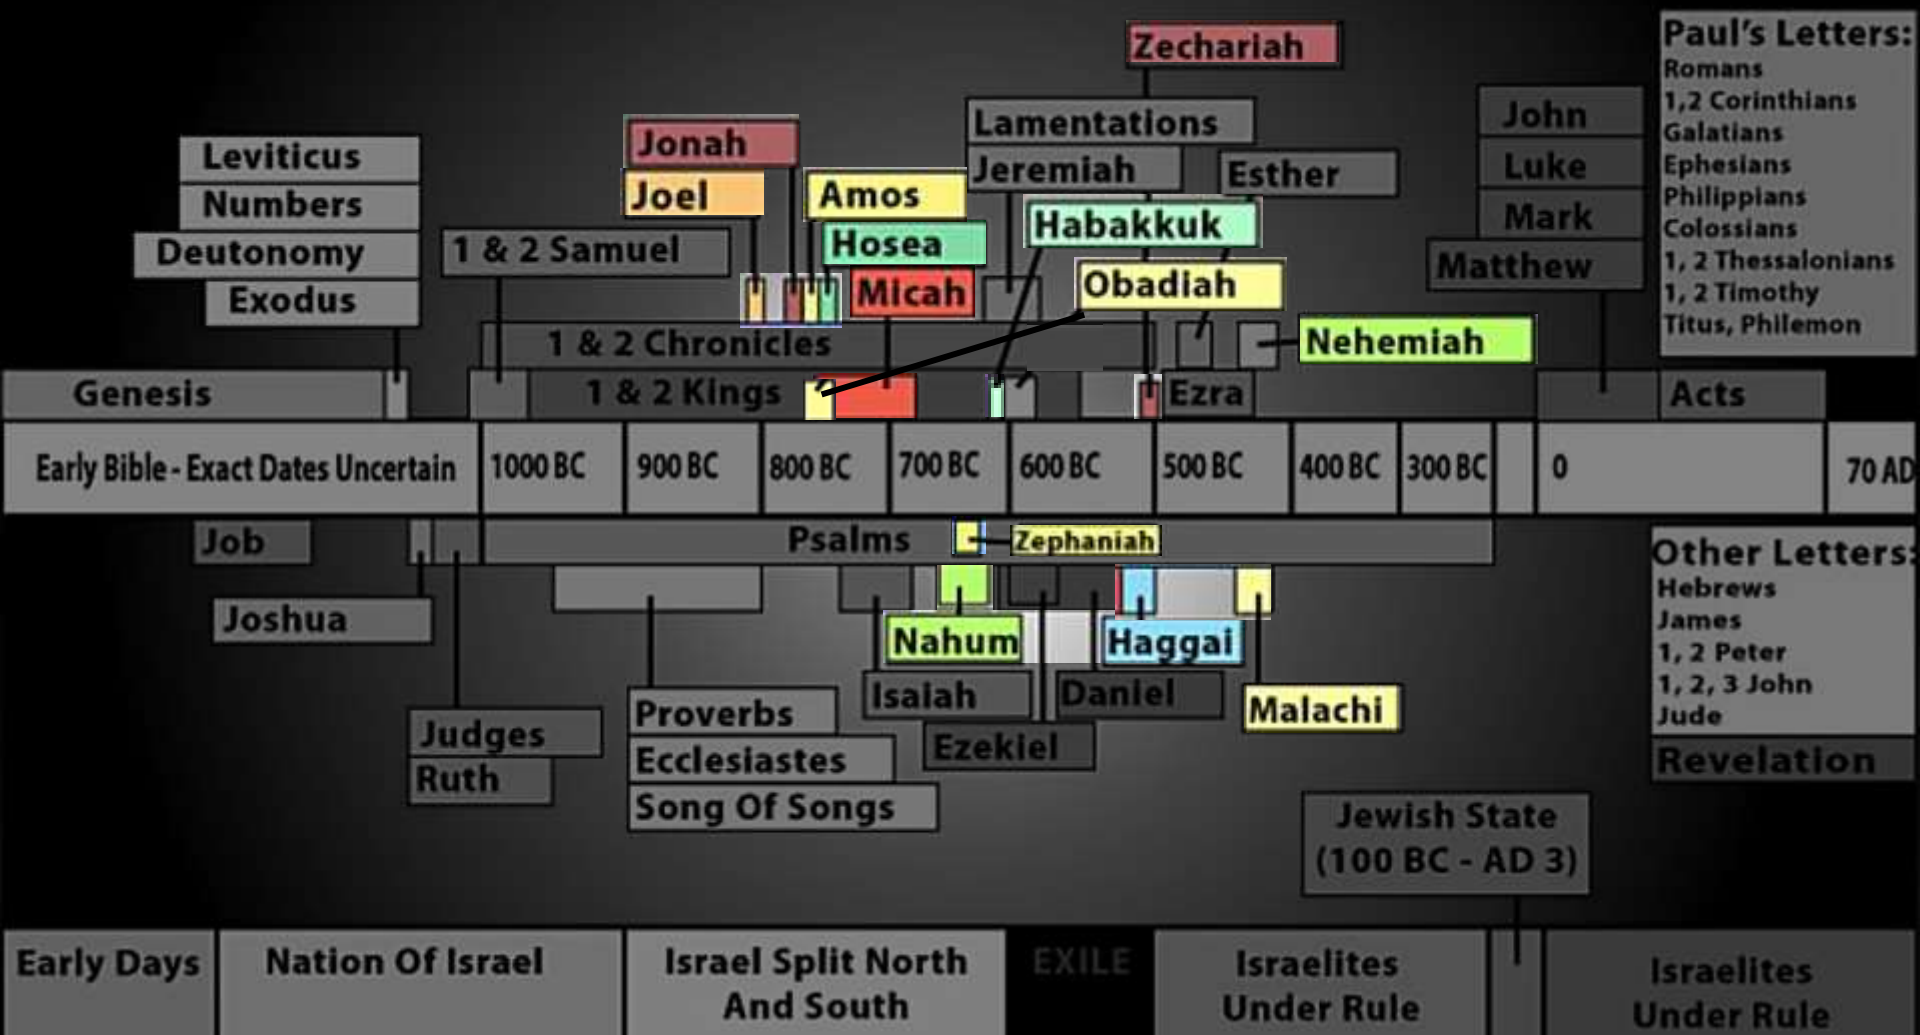 Zechariah
Paul's Letters:
Romans
1,2 Corinthians
Galatians
Ephesians
Philippians
Colossians
1, 2 Thessalonians
1, 2 Timothy
Titus, Philemon
John
Luke
Mark
Matthew
Lamentations
Jeremiah
Esther
Jonah
Joel
Amos
Hosea
Micah
Habakkuk
Obadiah
Nehemiah
Leviticus
Numbers
Deutonomy
Exodus
1 & 2 Samuel
1 & 2 Chronicles
Genesis
1 & 2 Kings
Ezra
Acts
Early Bible - Exact Dates Uncertain
1000 BC
900 BC
800 BC
700 BC
600 BC
500 BC
400 BC
300 BC
0
70 AD
Job
Psalms
Zephaniah
Joshua
Nahum
Haggai
Isaiah
Daniel
Malachi
Ezekiel
Judges
Ruth
Proverbs
Ecclesiastes
Song Of Songs
Other Letters:
Hebrews
James
1, 2 Peter
1, 2, 3 John
Jude
Revelation
Jewish State
(100 BC - AD 3)
Early Days
Nation Of Israel
Israel Split North
And South
EXILE
Israelites
Under Rule
Israelites
Under Rule